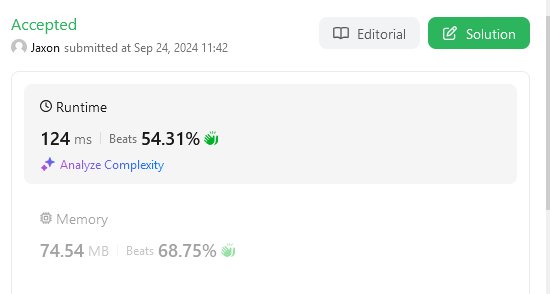 Accepted
Editorial
Solution
Jaxon submitted at Sep 24, 2024 11:42
Runtime
124 ms
Beats 54.31%
Analyze Complexity
Memory
74.54 MB
Beats 68.75%